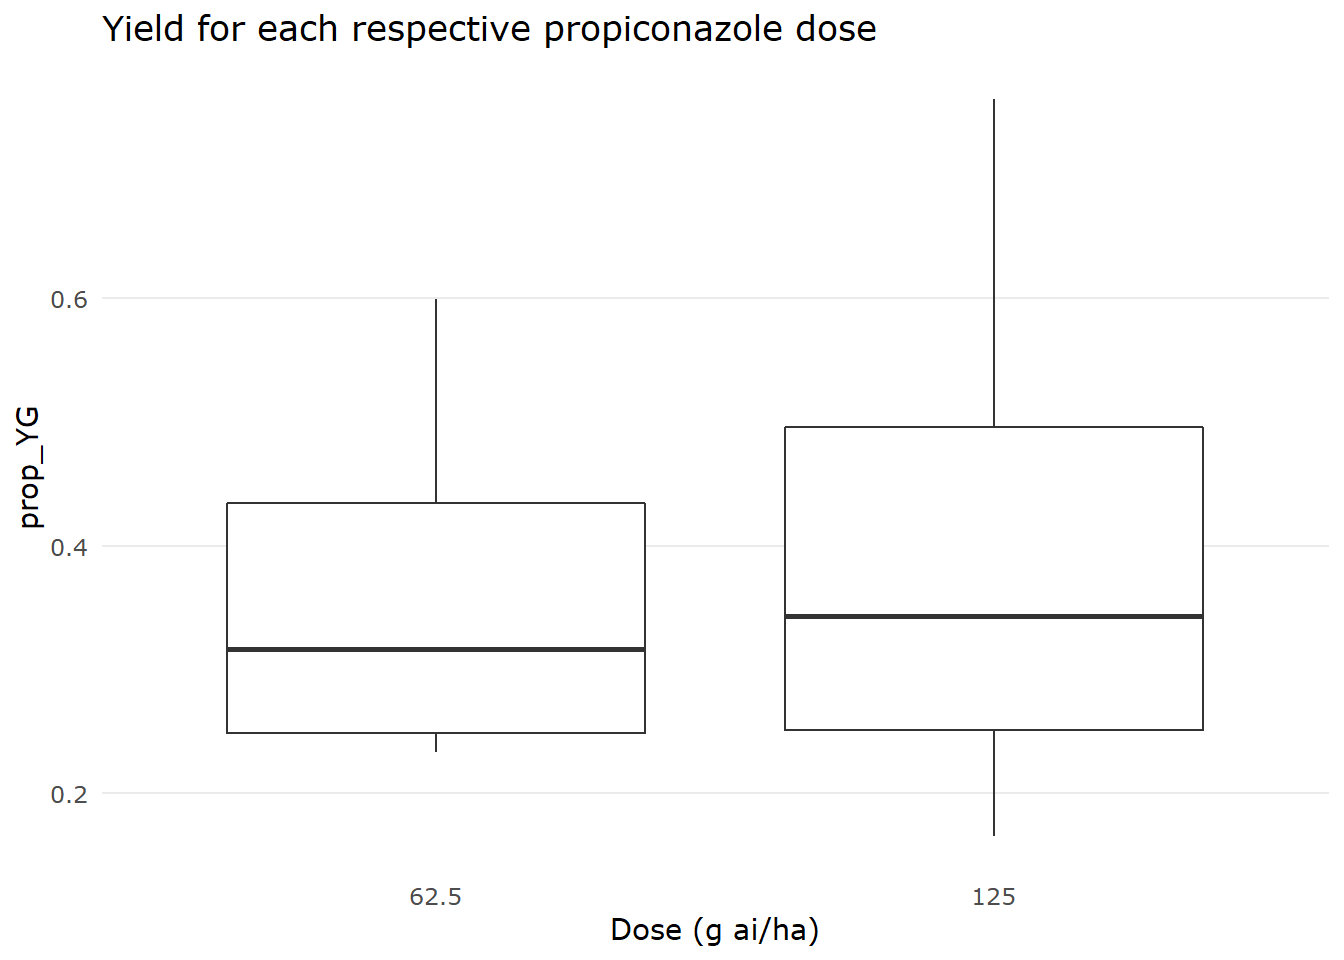 Yield for each respective propiconazole dose
prop_YG
0.6
0.4
0.2
62.5
125
Dose (g ai/ha)